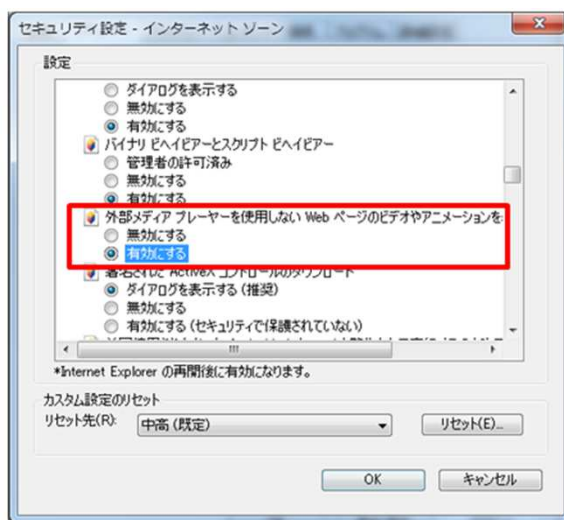 セキュリティ設定 - インターネット ゾーン
設定
ダイアログを表示する
無効にする
有効にする
バイナリ ビヘイビアーとスクリプト ビヘイビアー
管理者の許可済み
無効にする
有効にする
外部メディア プレーヤーを使用しない Web ページのビデオやアニメーションを
無効にする
有効にする
署名された ActiveX コントロールのダウンロード
ダイアログを表示する (推奨)
無効にする
有効にする (セキュリティで保護されていない)
*Internet Explorer の再開後に有効になります。
カスタム設定のリセット
リセット先(R): 中高 (既定) リセット(E)...
OK キャンセル